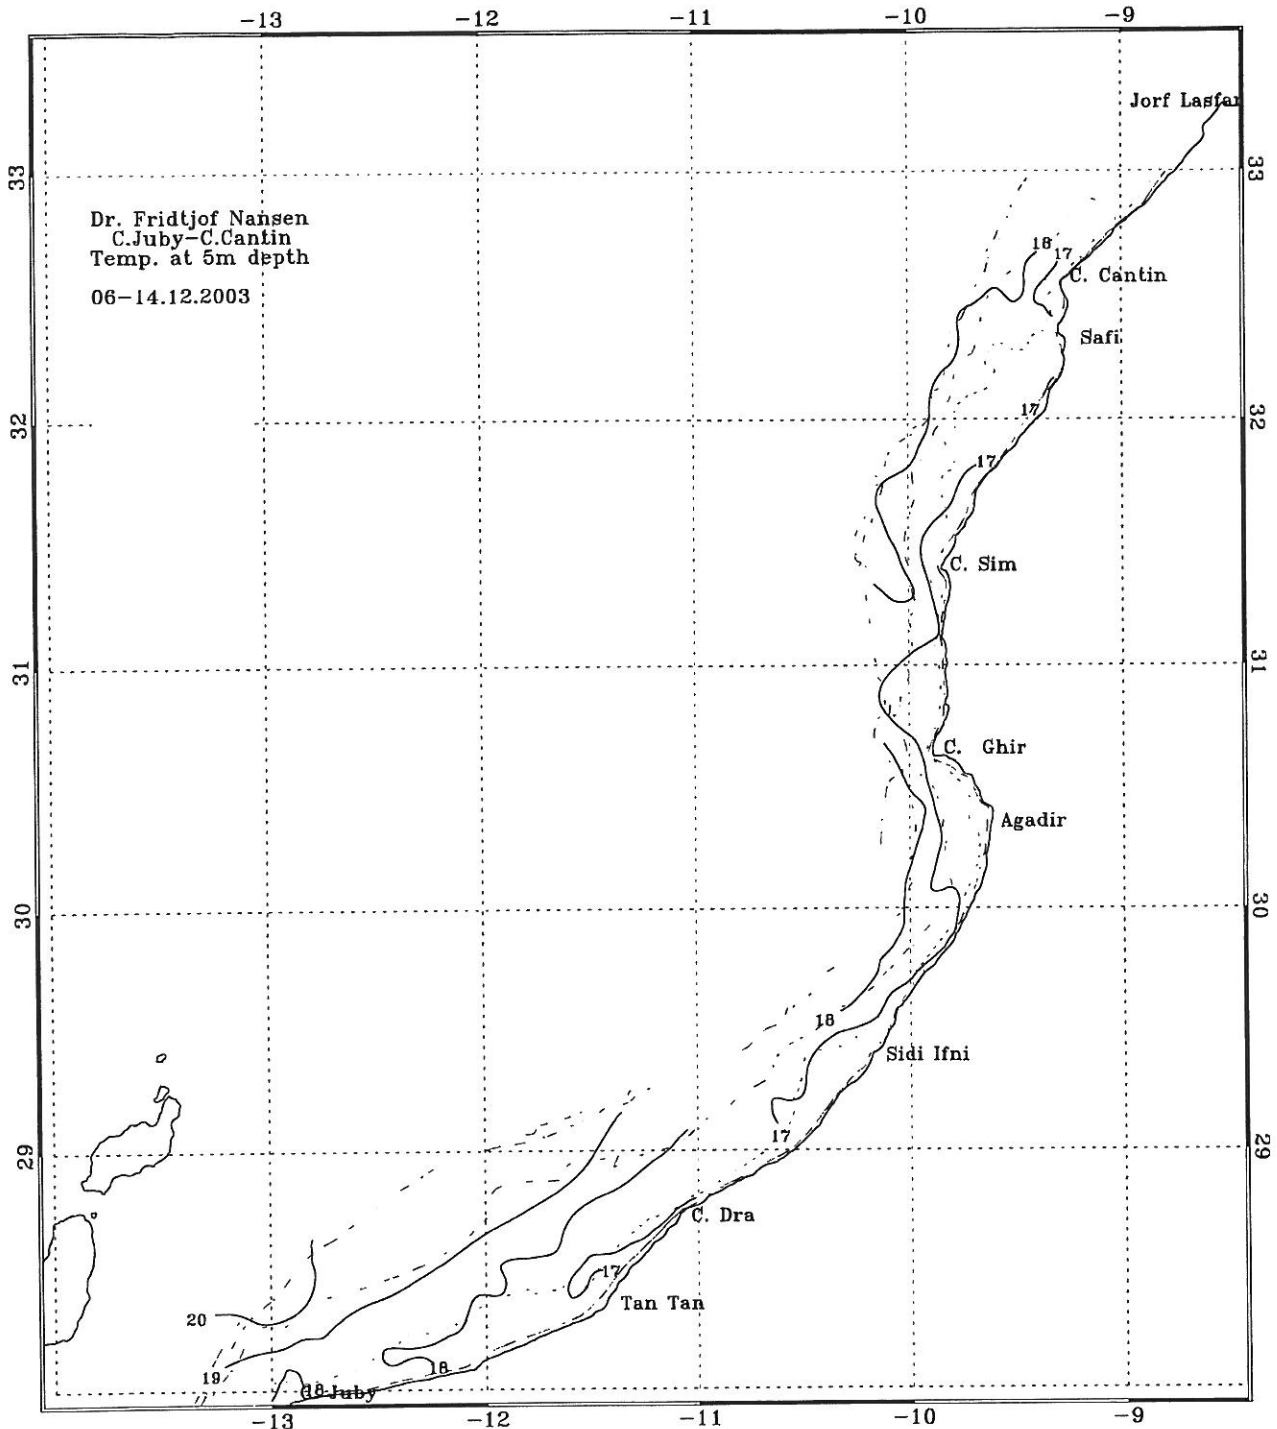 -13 -12 -11 -10 -9
Jorf Lasfar
33 33
Dr. Fridtjof Nansen
C.Juby-C.Cantin
Temp. at 5m depth
06-14.12.2003
18
17
C. Cantin
Safi
17
32 32
17
C. Sim
31 31
C. Ghir
Agadir
30 30
18
Sidi Ifni
17
29 29
C. Dra
17
Tan Tan
20
18
19
18 Juby
-13 -12 -11 -10 -9